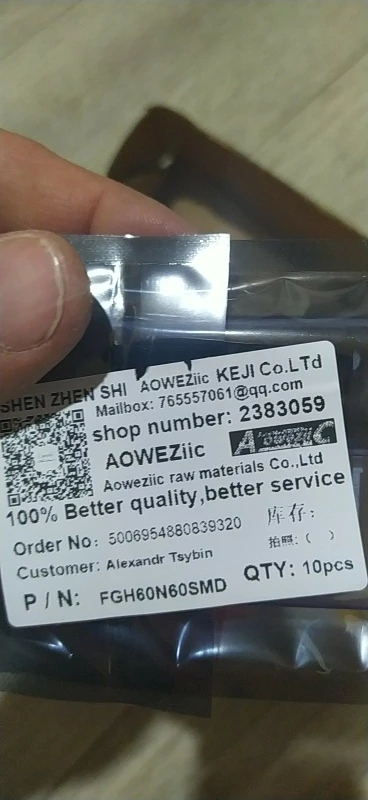 SHEN ZHEN SHI AOWEZiic KEJI Co.LTd
Mailbox: 765557061@qq.com
shop number: 2383059
AOWEZiic AoweziiC
Aoweziic raw materials Co.,Ltd
100% Better quality,better service
Order No: 5006954880839320 库存:
Customer: Alexandr Tsybin 拍照:( )
P / N: FGH60N60SMD QTY: 10pcs